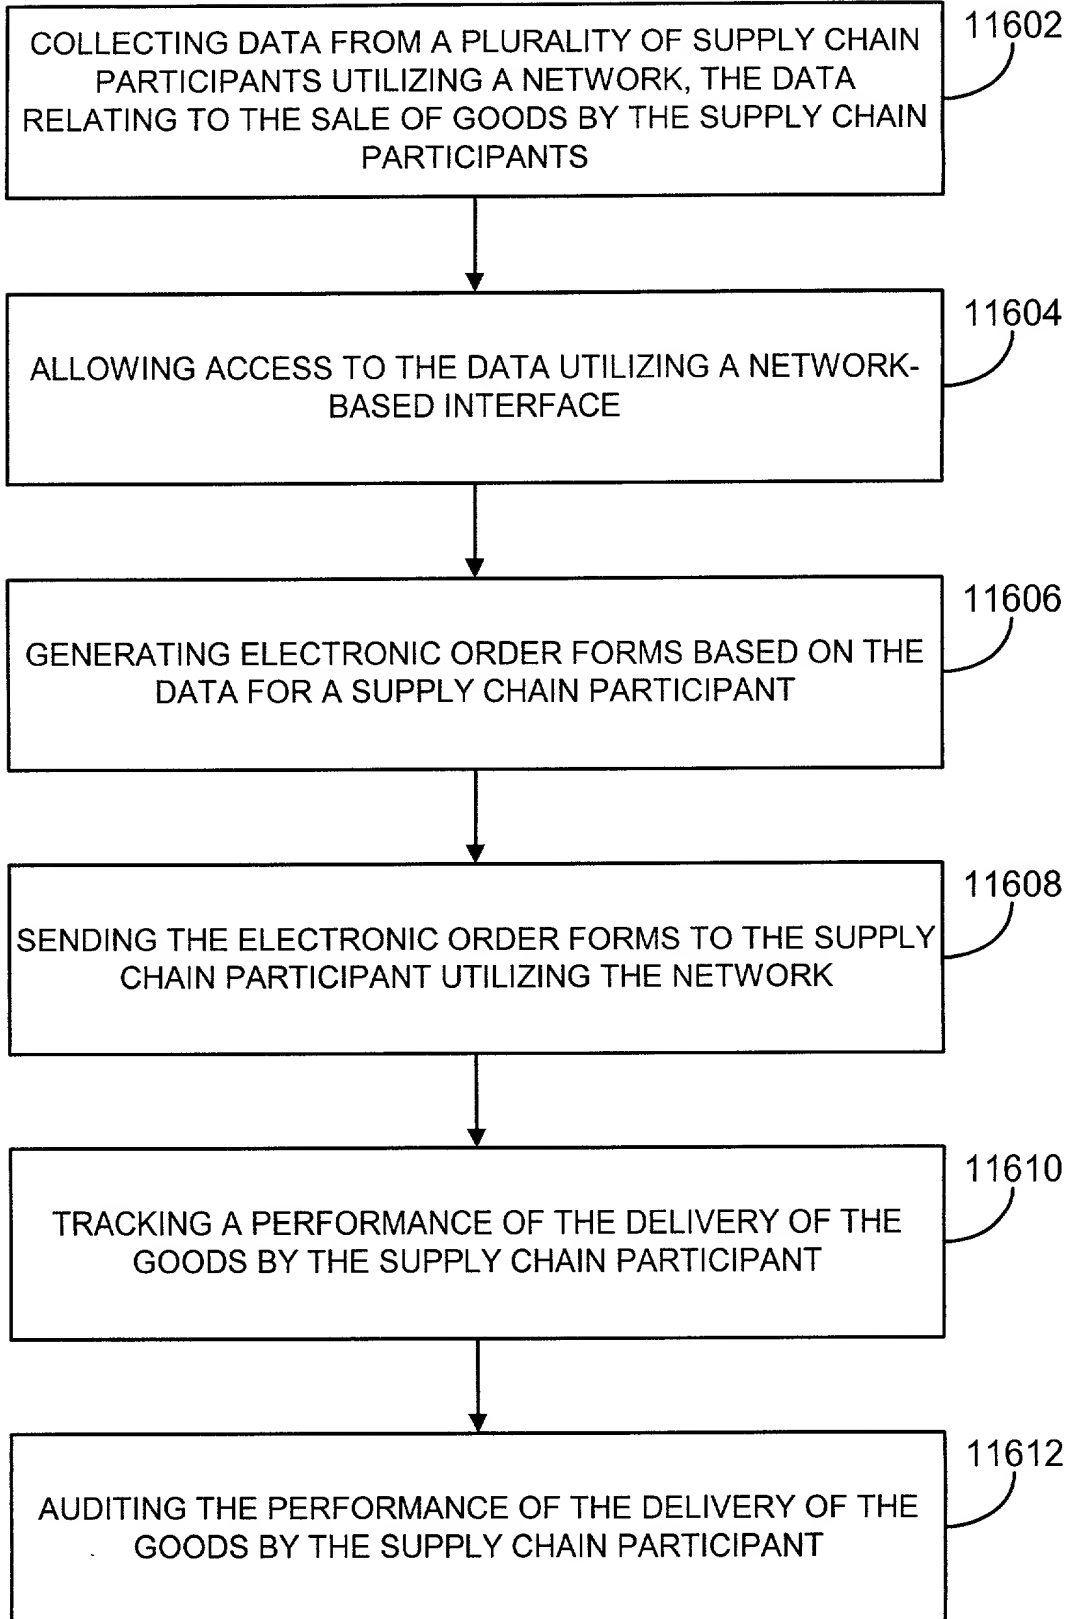 COLLECTING DATA FROM A PLURALITY OF SUPPLY CHAIN
PARTICIPANTS UTILIZING A NETWORK, THE DATA
RELATING TO THE SALE OF GOODS BY THE SUPPLY CHAIN
PARTICIPANTS
11602
ALLOWING ACCESS TO THE DATA UTILIZING A NETWORK-
BASED INTERFACE
11604
GENERATING ELECTRONIC ORDER FORMS BASED ON THE
DATA FOR A SUPPLY CHAIN PARTICIPANT
11606
SENDING THE ELECTRONIC ORDER FORMS TO THE SUPPLY
CHAIN PARTICIPANT UTILIZING THE NETWORK
11608
TRACKING A PERFORMANCE OF THE DELIVERY OF THE
GOODS BY THE SUPPLY CHAIN PARTICIPANT
11610
AUDITING THE PERFORMANCE OF THE DELIVERY OF THE
GOODS BY THE SUPPLY CHAIN PARTICIPANT
11612